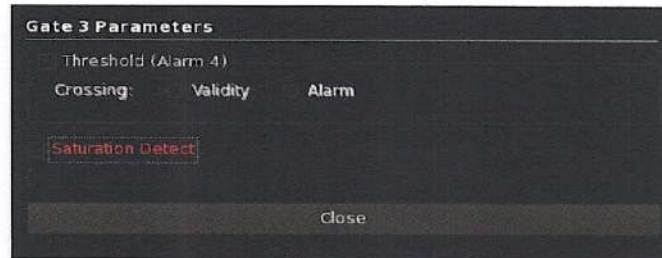 Gate 3 Parameters
Threshold (Alarm 4)
Crossing: Validity Alarm
Saturation Detect
Close